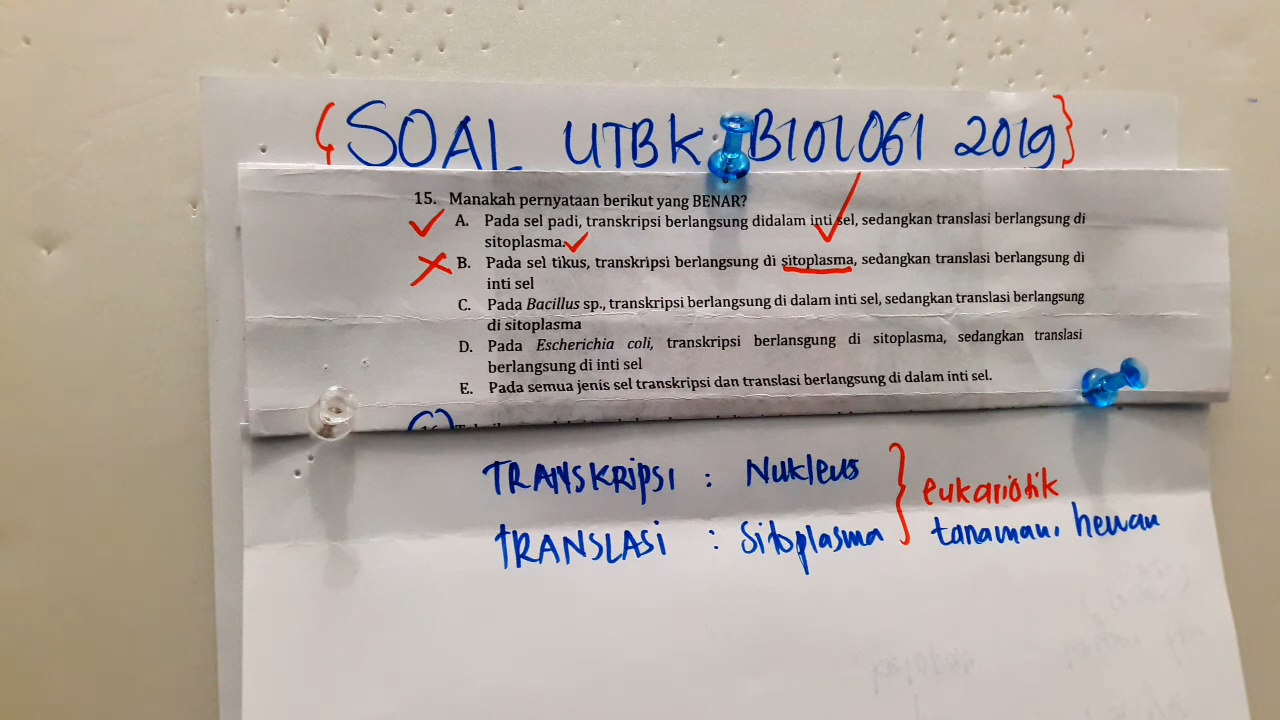 {SOAL UTBK BIOLOGI 2019}
15. Manakah pernyataan berikut yang BENAR?
A. Pada sel padi, transkripsi berlangsung didalam inti sel, sedangkan translasi berlangsung di
sitoplasma.
B. Pada sel tikus, transkripsi berlangsung di sitoplasma, sedangkan translasi berlangsung di
inti sel
C. Pada Bacillus sp., transkripsi berlangsung di dalam inti sel, sedangkan translasi berlangsung
di sitoplasma
D. Pada Escherichia coli, transkripsi berlansgung di sitoplasma, sedangkan translasi
berlangsung di inti sel
E. Pada semua jenis sel transkripsi dan translasi berlangsung di dalam inti sel.
TRANSKRIPSI : Nukleus } eukariotik
TRANSLASI : Sitoplasma tanaman, hewan